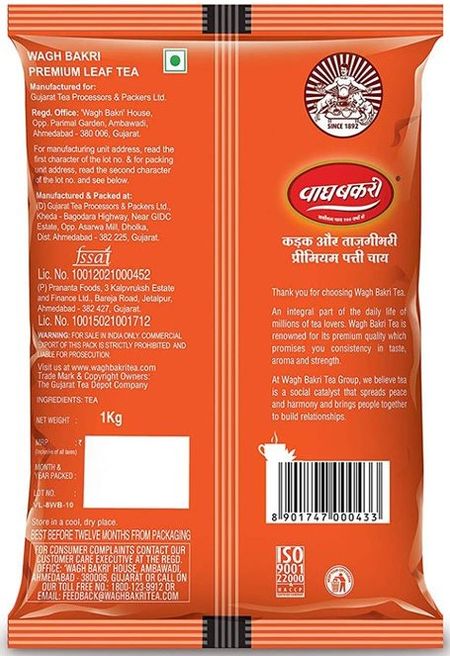 WAGH BAKRI
PREMIUM LEAF TEA
Manufactured for:
Gujarat Tea Processors & Packers Ltd.
Regd. Office: 'Wagh Bakri' House,
Opp. Parimal Garden, Ambawadi,
Ahmedabad - 380 006, Gujarat.
For manufacturing unit address, read the
first character of the lot no. & for packing
unit address, read the second character
of the lot no. and see below.
Manufactured & Packed at:
(D) Gujarat Tea Processors & Packers Ltd.,
Kheda - Bagodara Highway, Near GIDC
Estate, Opp. Asarwa Mill, Dholka,
Dist: Ahmedabad - 382 225, Gujarat.
fssai
Lic. No. 10012021000452
(P) Prananta Foods, 3 Kalpvruksh Estate
and Finance Ltd., Bareja Road, Jetalpur,
Ahmedabad - 382 427, Gujarat.
Lic. No. 10015021001712
WARNING: FOR SALE IN INDIA ONLY. COMMERCIAL
EXPORT OF THIS PACK IS STRICTLY PROHIBITED AND
LIABLE FOR PROSECUTION.
Visit us at www.waghbakritea.com
Trade Mark & Copyright Owners:
The Gujarat Tea Depot Company
INGREDIENTS: TEA
NET WEIGHT : 1Kg
MRP : ₹
(Inclusive of all taxes)
MONTH &
YEAR PACKED :
LOT NO. :
VL-8WB-10
Store in a cool, dry place.
BEST BEFORE TWELVE MONTHS FROM PACKAGING
FOR CONSUMER COMPLAINTS CONTACT OUR
CUSTOMER CARE EXECUTIVE AT THE REGD.
OFFICE: 'WAGH BAKRI' HOUSE, AMBAWADI,
AHMEDABAD - 380006, GUJARAT OR CALL ON
OUR TOLL FREE NO.: 1800-123-9912 OR
EMAIL: FEEDBACK@WAGHBAKRITEA.COM
SINCE 1892
वाघबकरी
कड़क और ताजगीभरी
प्रीमियम पत्ती चाय
Thank you for choosing Wagh Bakri Tea.
An integral part of the daily life of
millions of tea lovers. Wagh Bakri Tea is
renowned for its premium quality which
promises you consistency in taste,
aroma and strength.
At Wagh Bakri Tea Group, we believe tea
is a social catalyst that spreads peace
and harmony and brings people together
to build relationships.
8 901747 000433
ISO
9001
22000
HACCP